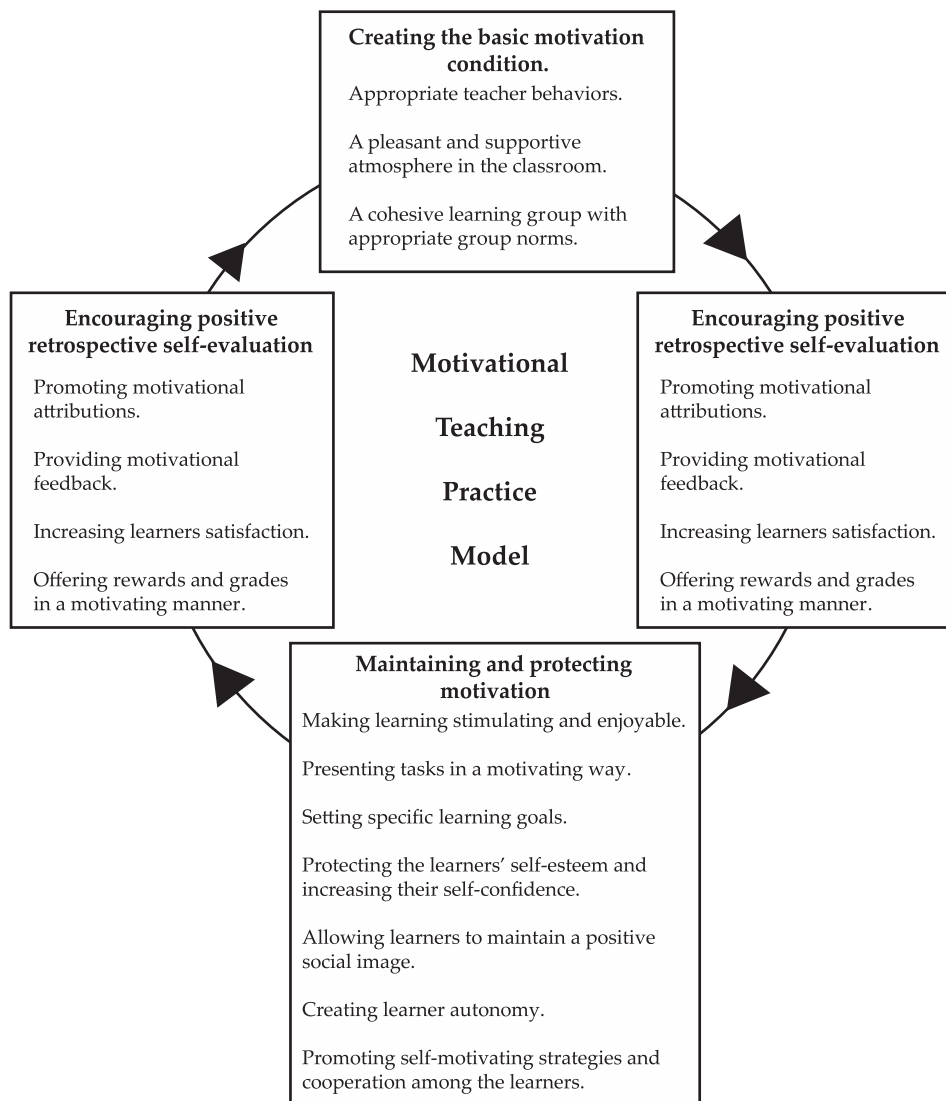 Creating the basic motivation
condition.
Appropriate teacher behaviors.
A pleasant and supportive
atmosphere in the classroom.
A cohesive learning group with
appropriate group norms.
Encouraging positive
retrospective self-evaluation
Promoting motivational
attributions.
Providing motivational
feedback.
Increasing learners satisfaction.
Offering rewards and grades
in a motivating manner.
Motivational
Teaching
Practice
Model
Encouraging positive
retrospective self-evaluation
Promoting motivational
attributions.
Providing motivational
feedback.
Increasing learners satisfaction.
Offering rewards and grades
in a motivating manner.
Maintaining and protecting
motivation
Making learning stimulating and enjoyable.
Presenting tasks in a motivating way.
Setting specific learning goals.
Protecting the learners’ self-esteem and
increasing their self-confidence.
Allowing learners to maintain a positive
social image.
Creating learner autonomy.
Promoting self-motivating strategies and
cooperation among the learners.